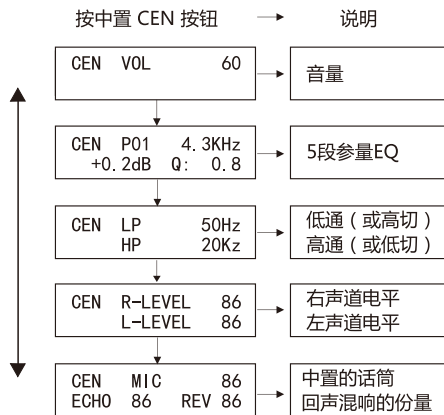 按中置 CEN 按钮 说明
CEN VOL 60
音量
CEN P01 4.3KHz
+0.2dB Q: 0.8
5段参量EQ
CEN LP 50Hz
HP 20Kz
低通（或高切）
高通（或低切）
CEN R-LEVEL 86
L-LEVEL 86
右声道电平
左声道电平
CEN MIC 86
ECHO 86 REV 86
中置的话筒
回声混响的份量